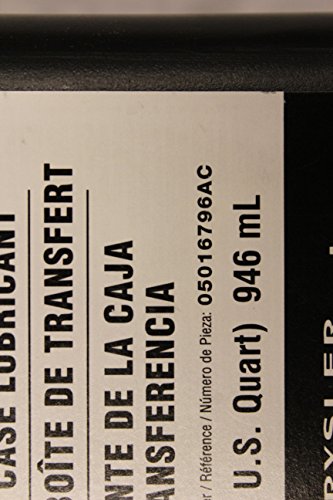 CASE LUBRICANT
BOÎTE DE TRANSFERT
NTE DE LA CAJA
ANSFERENCIA
r / Référence / Número de Pieza: 05016796AC
U.S. Quart) 946 mL